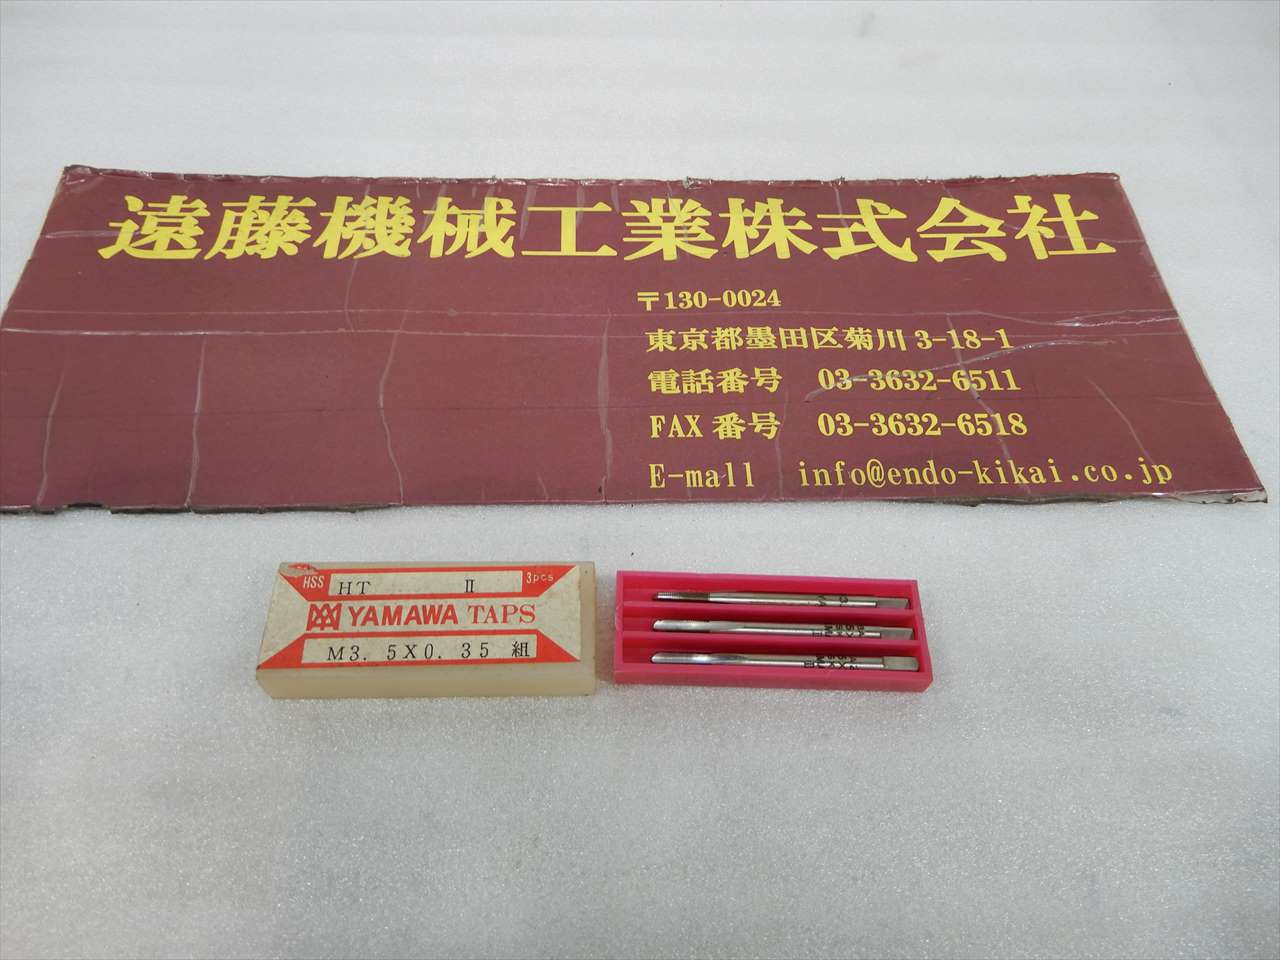 遠藤機械工業株式会社
〒130-0024
東京都墨田区菊川 3-18-1
電話番号 03-3632-6511
FAX 番号 03-3632-6518
E-mall info@endo-kikai.co.jp
HSS HT II 3pcs
YAMAWA TAPS
M3. 5X0. 35 組